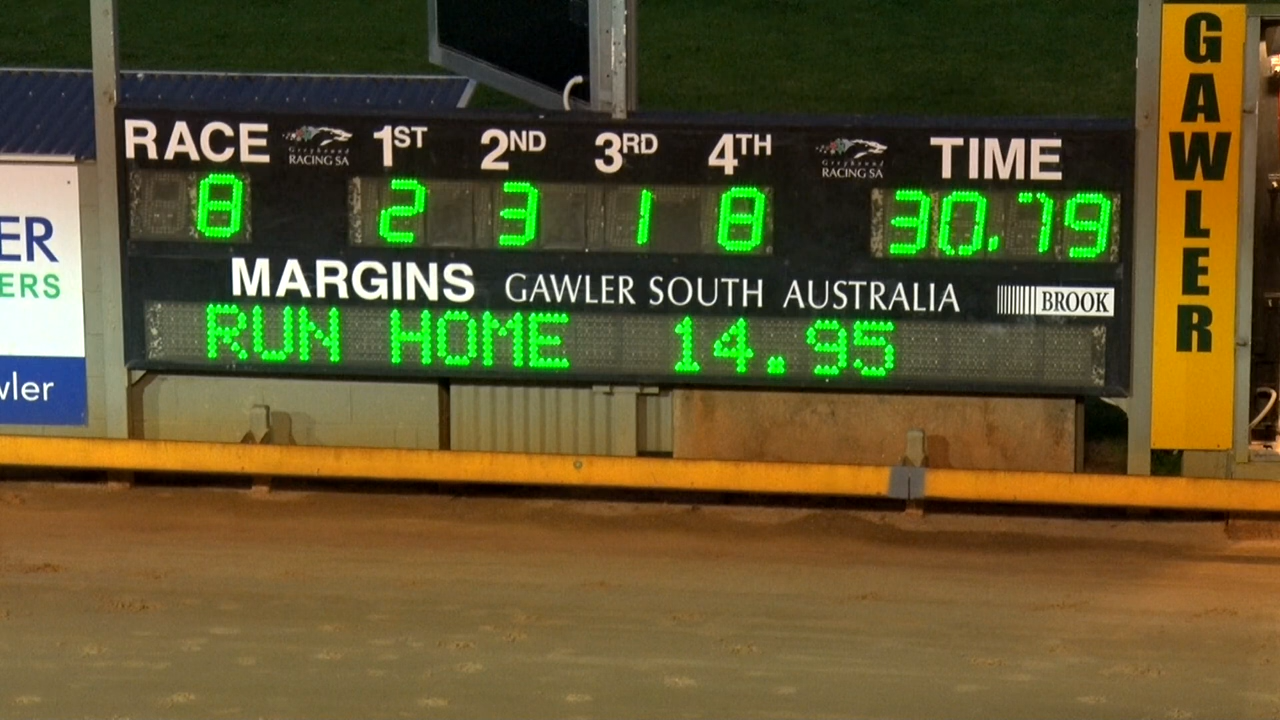 RACE 1ST 2ND 3RD 4TH TIME
Greyhound RACING SA
Greyhound RACING SA
8 2 3 1 8 30.79
MARGINS GAWLER SOUTH AUSTRALIA BROOK
RUN HOME 14.95
GAWLER
ER
ERS
wler